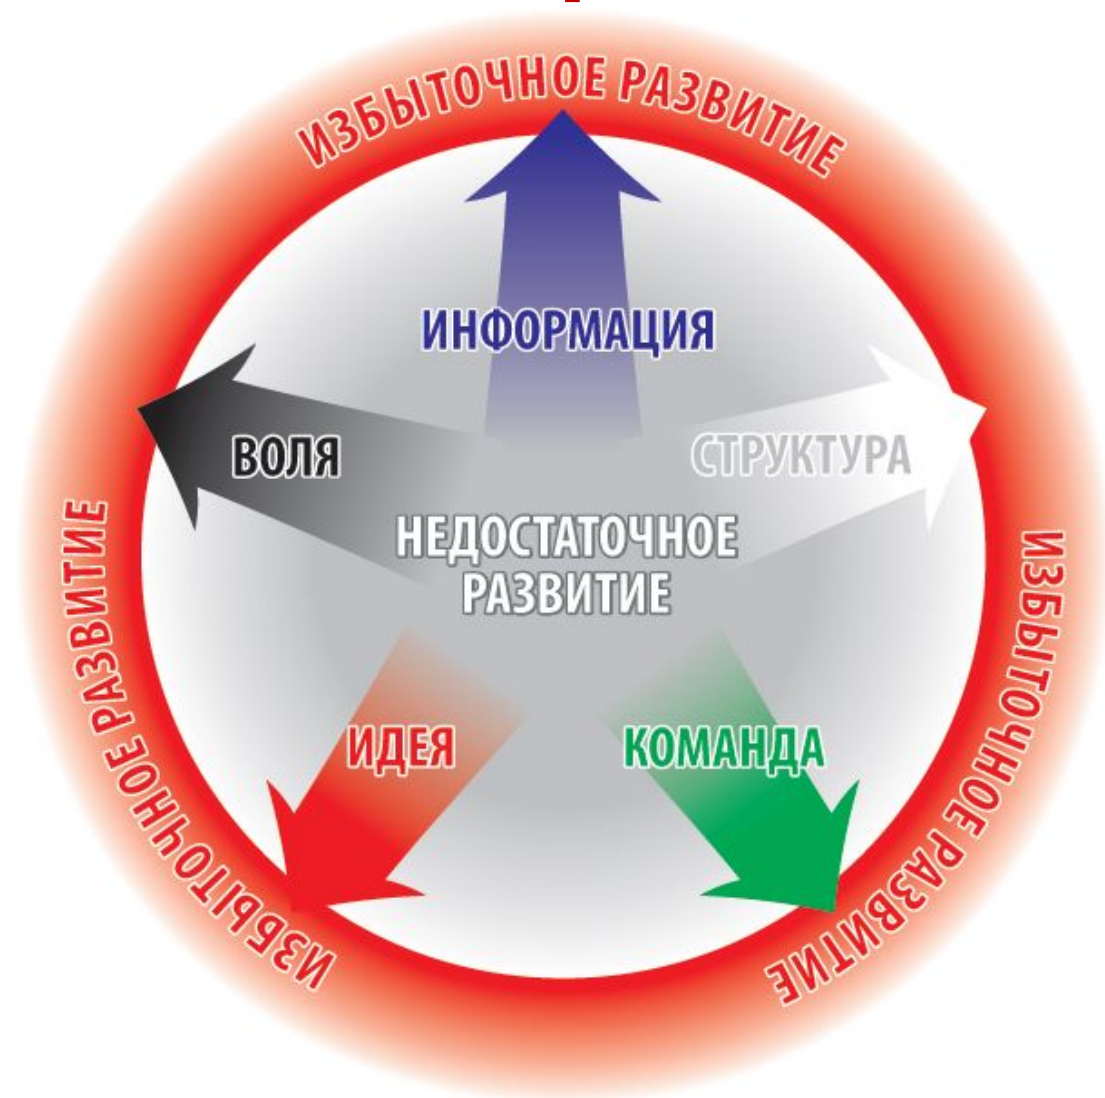 ИЗБЫТОЧНОЕ РАЗВИТИЕ
ИНФОРМАЦИЯ
ВОЛЯ
СТРУКТУРА
НЕДОСТАТОЧНОЕ
РАЗВИТИЕ
ИДЕЯ
КОМАНДА
ИЗБЫТОЧНОЕ РАЗВИТИЕ
ИЗБЫТОЧНОЕ РАЗВИТИЕ